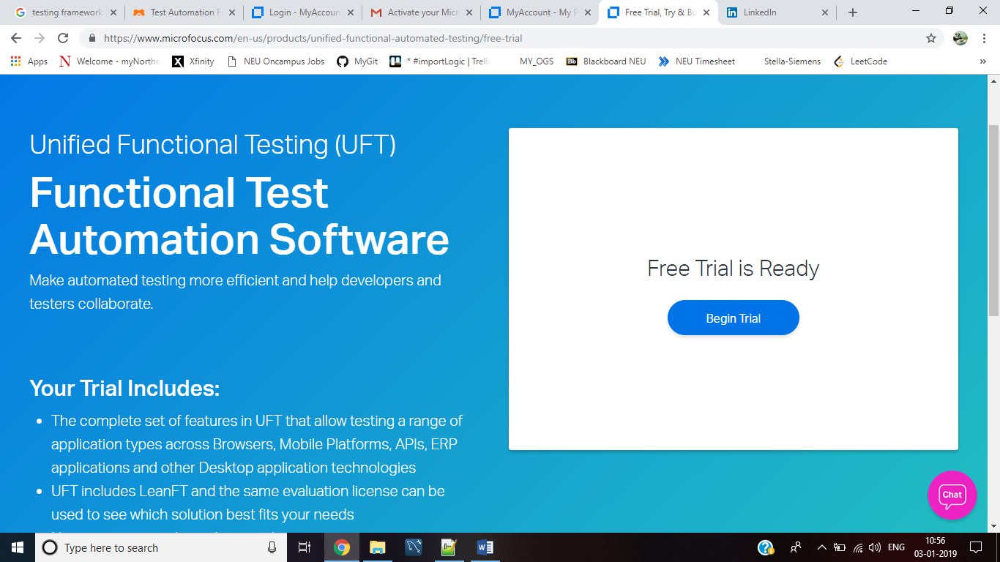 testing framework
Test Automation F
Login - MyAccoun
Activate your Micr
MyAccount - My P
Free Trial, Try & Bu
LinkedIn
https://www.microfocus.com/en-us/products/unified-functional-automated-testing/free-trial
Apps
Welcome - myNorthe
Xfinity
NEU Oncampus Jobs
MyGit
* #importLogic | Trell
MY_OGS
Blackboard NEU
NEU Timesheet
Stella-Siemens
LeetCode
Unified Functional Testing (UFT)
Functional Test
Automation Software
Make automated testing more efficient and help developers and
testers collaborate.
Free Trial is Ready
Begin Trial
Your Trial Includes:
• The complete set of features in UFT that allow testing a range of
application types across Browsers, Mobile Platforms, APIs, ERP
applications and other Desktop application technologies
• UFT includes LeanFT and the same evaluation license can be
used to see which solution best fits your needs
Chat
Type here to search
ENG
10:56
03-01-2019